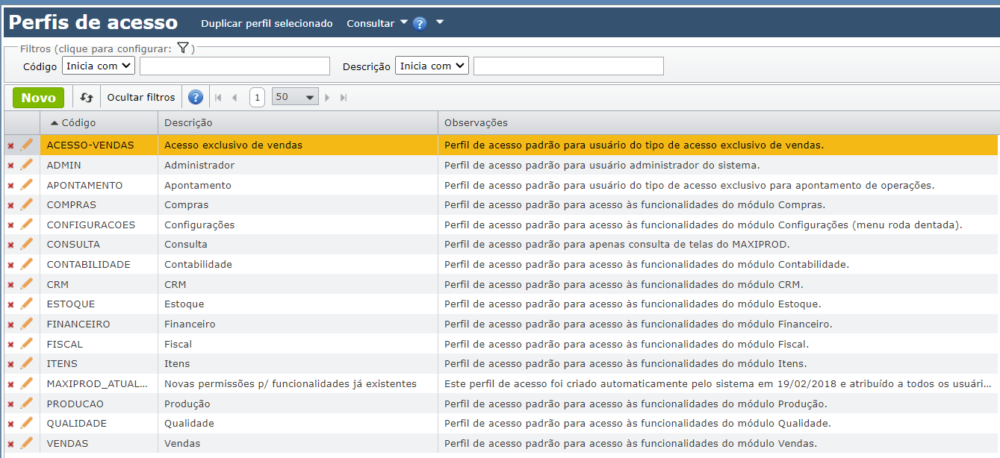 Perfis de acesso Duplicar perfil selecionado Consultar ?
Filtros (clique para configurar: )
Código Inicia com Descrição Inicia com
Novo Ocultar filtros ? 1 50
Código Descrição Observações
ACESSO-VENDAS Acesso exclusivo de vendas Perfil de acesso padrão para usuário do tipo de acesso exclusivo de vendas.
ADMIN Administrador Perfil de acesso padrão para usuário administrador do sistema.
APONTAMENTO Apontamento Perfil de acesso padrão para usuário do tipo de acesso exclusivo para apontamento de operações.
COMPRAS Compras Perfil de acesso padrão para acesso às funcionalidades do módulo Compras.
CONFIGURACOES Configurações Perfil de acesso padrão para acesso às funcionalidades do módulo Configurações (menu roda dentada).
CONSULTA Consulta Perfil de acesso padrão para apenas consulta de telas do MAXIPROD.
CONTABILIDADE Contabilidade Perfil de acesso padrão para acesso às funcionalidades do módulo Contabilidade.
CRM CRM Perfil de acesso padrão para acesso às funcionalidades do módulo CRM.
ESTOQUE Estoque Perfil de acesso padrão para acesso às funcionalidades do módulo Estoque.
FINANCEIRO Financeiro Perfil de acesso padrão para acesso às funcionalidades do módulo Financeiro.
FISCAL Fiscal Perfil de acesso padrão para acesso às funcionalidades do módulo Fiscal.
ITENS Itens Perfil de acesso padrão para acesso às funcionalidades do módulo Itens.
MAXIPROD_ATUAL... Novas permissões p/ funcionalidades já existentes Este perfil de acesso foi criado automaticamente pelo sistema em 19/02/2018 e atribuído a todos os usuári...
PRODUCAO Produção Perfil de acesso padrão para acesso às funcionalidades do módulo Produção.
QUALIDADE Qualidade Perfil de acesso padrão para acesso às funcionalidades do módulo Qualidade.
VENDAS Vendas Perfil de acesso padrão para acesso às funcionalidades do módulo Vendas.